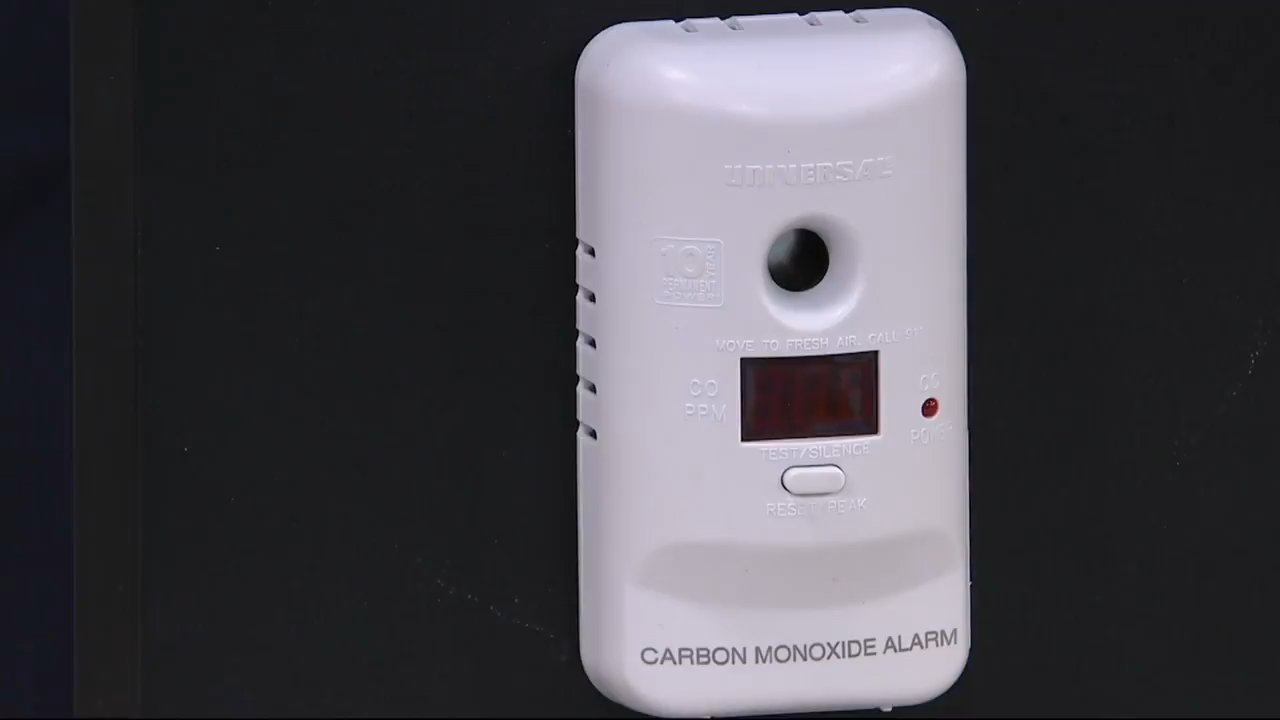 UNIVERSAL
10 YEAR
PERMANENT
POWER
MOVE TO FRESH AIR. CALL 911
CO
PPM
CO
POWER
TEST/SILENCE
RESET/PEAK
CARBON MONOXIDE ALARM